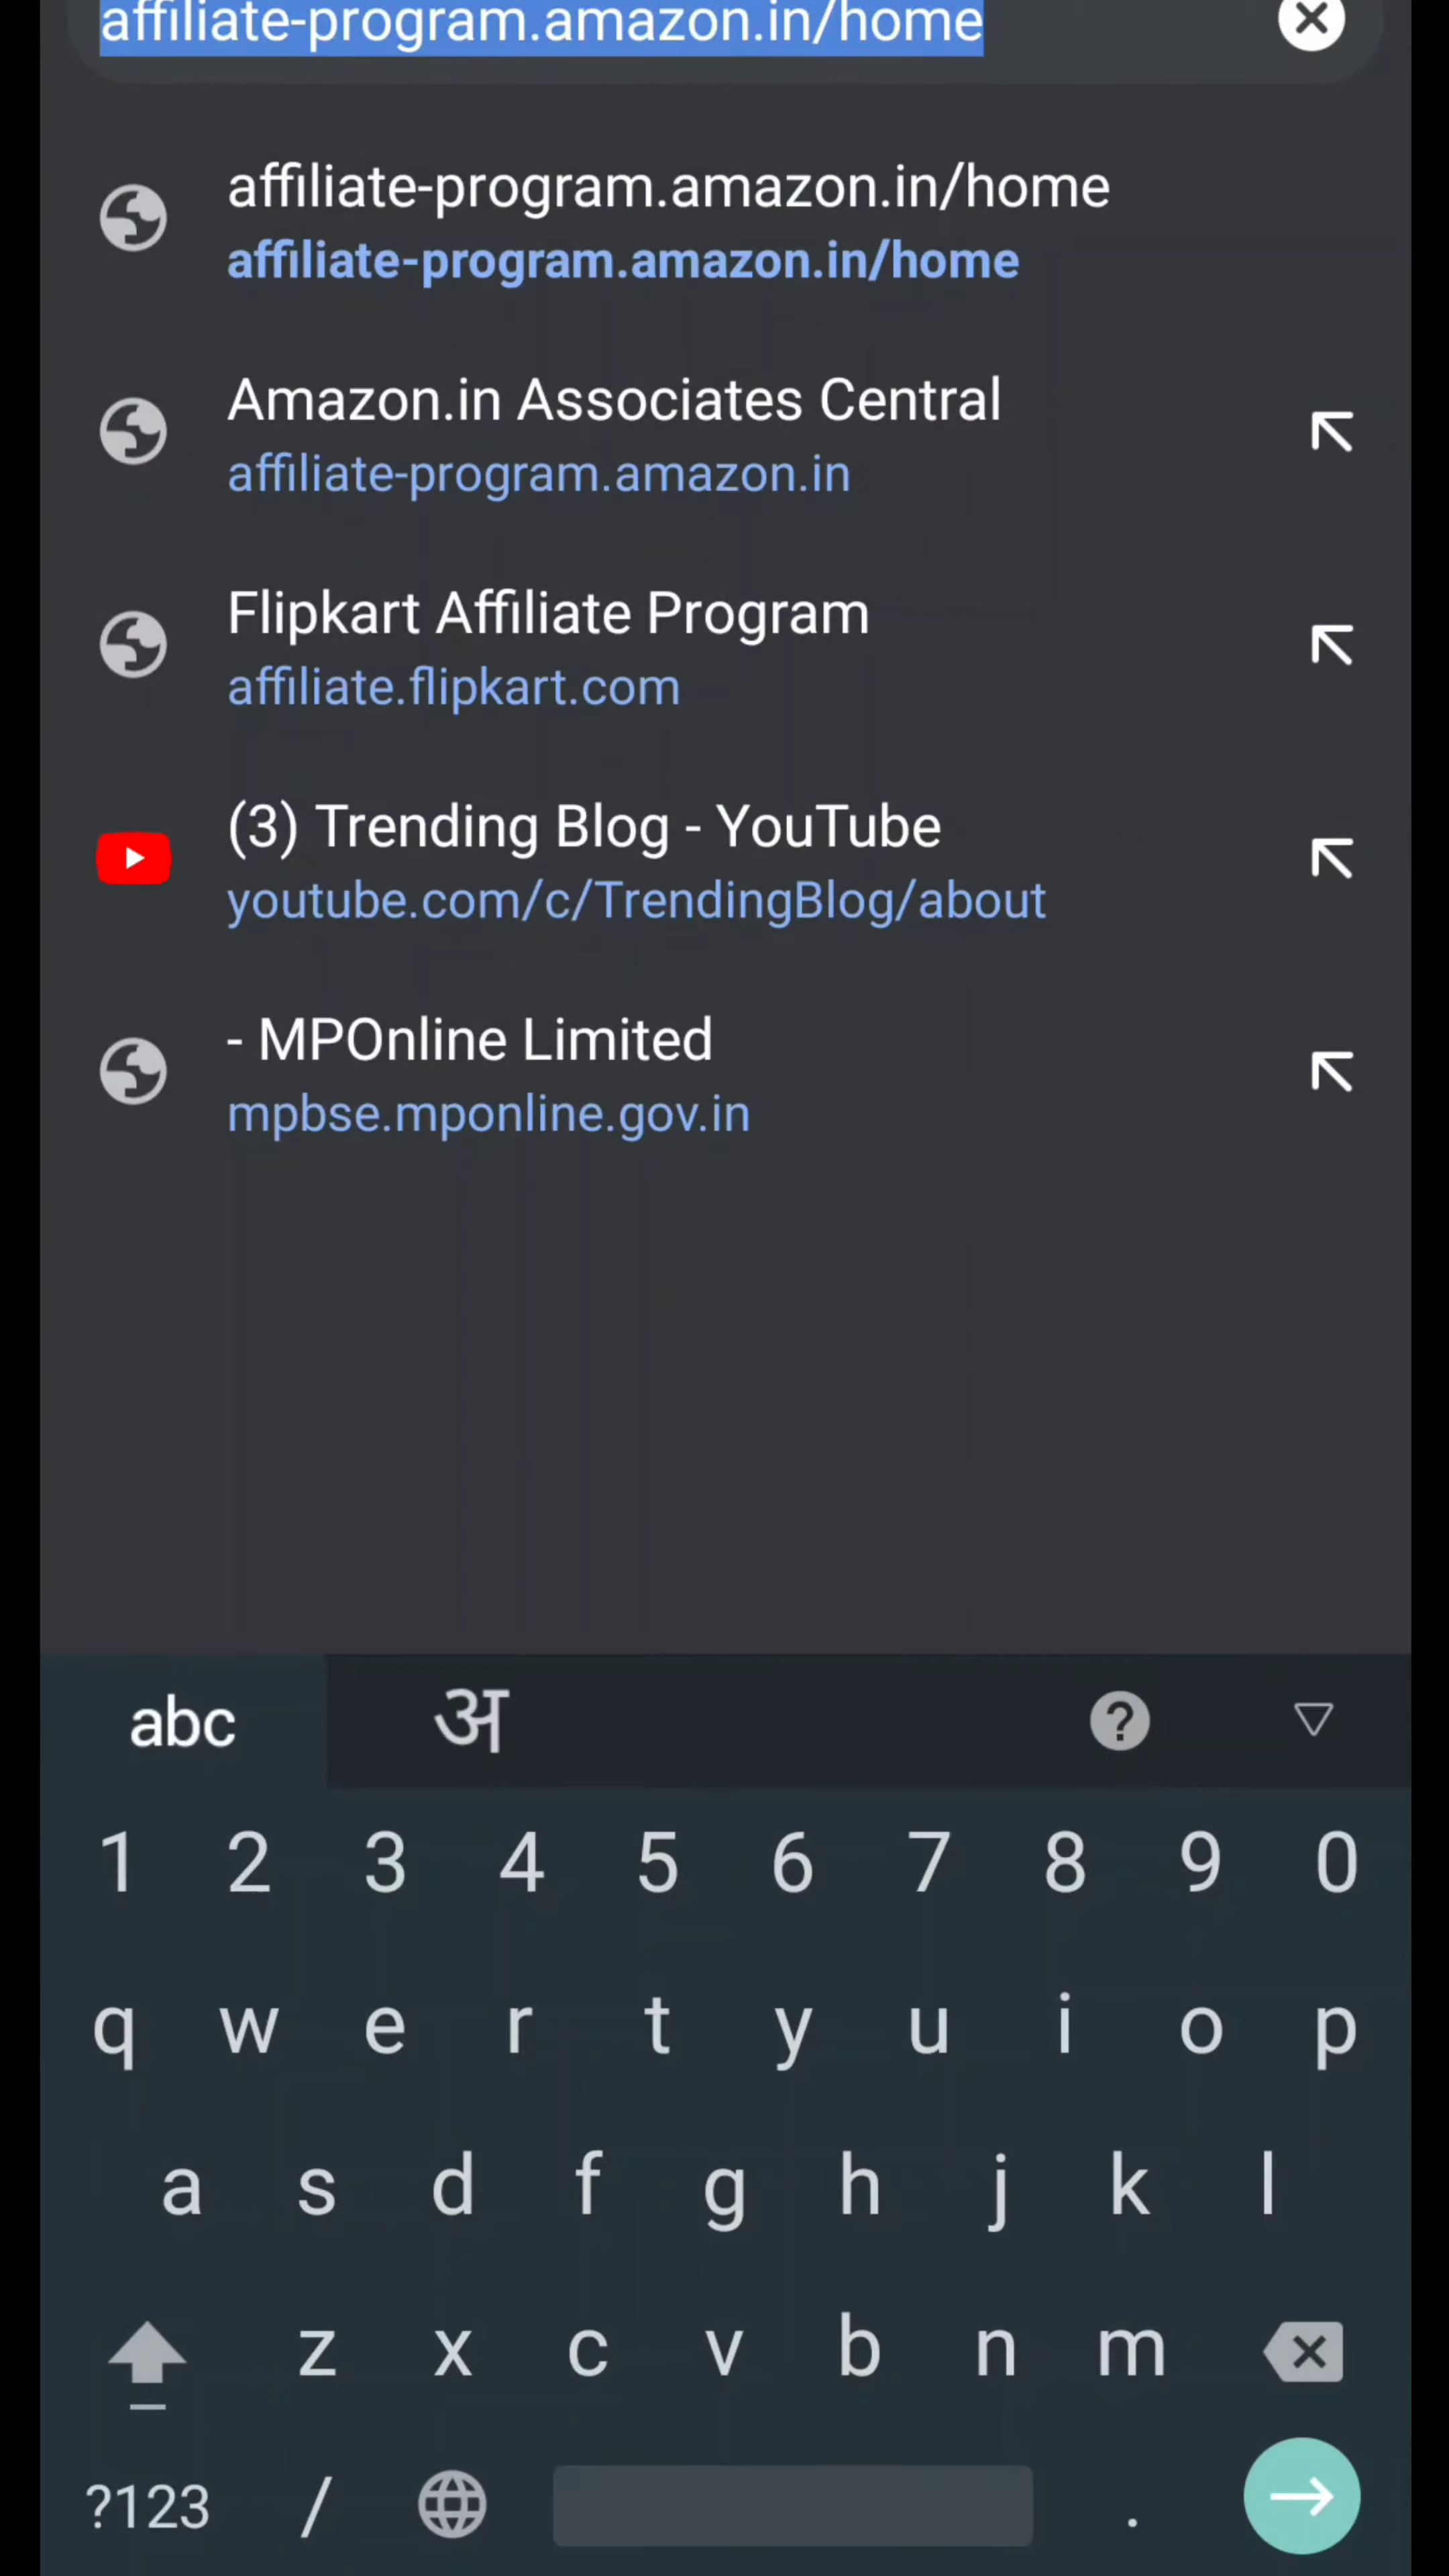 affiliate-program.amazon.in/home
affiliate-program.amazon.in/home
affiliate-program.amazon.in/home
Amazon.in Associates Central
affiliate-program.amazon.in
Flipkart Affiliate Program
affiliate.flipkart.com
(3) Trending Blog - YouTube
youtube.com/c/TrendingBlog/about
- MPOnline Limited
mpbse.mponline.gov.in
abc अ ?
1 2 3 4 5 6 7 8 9 0
q w e r t y u i o p
a s d f g h j k l
z x c v b n m
?123 / .